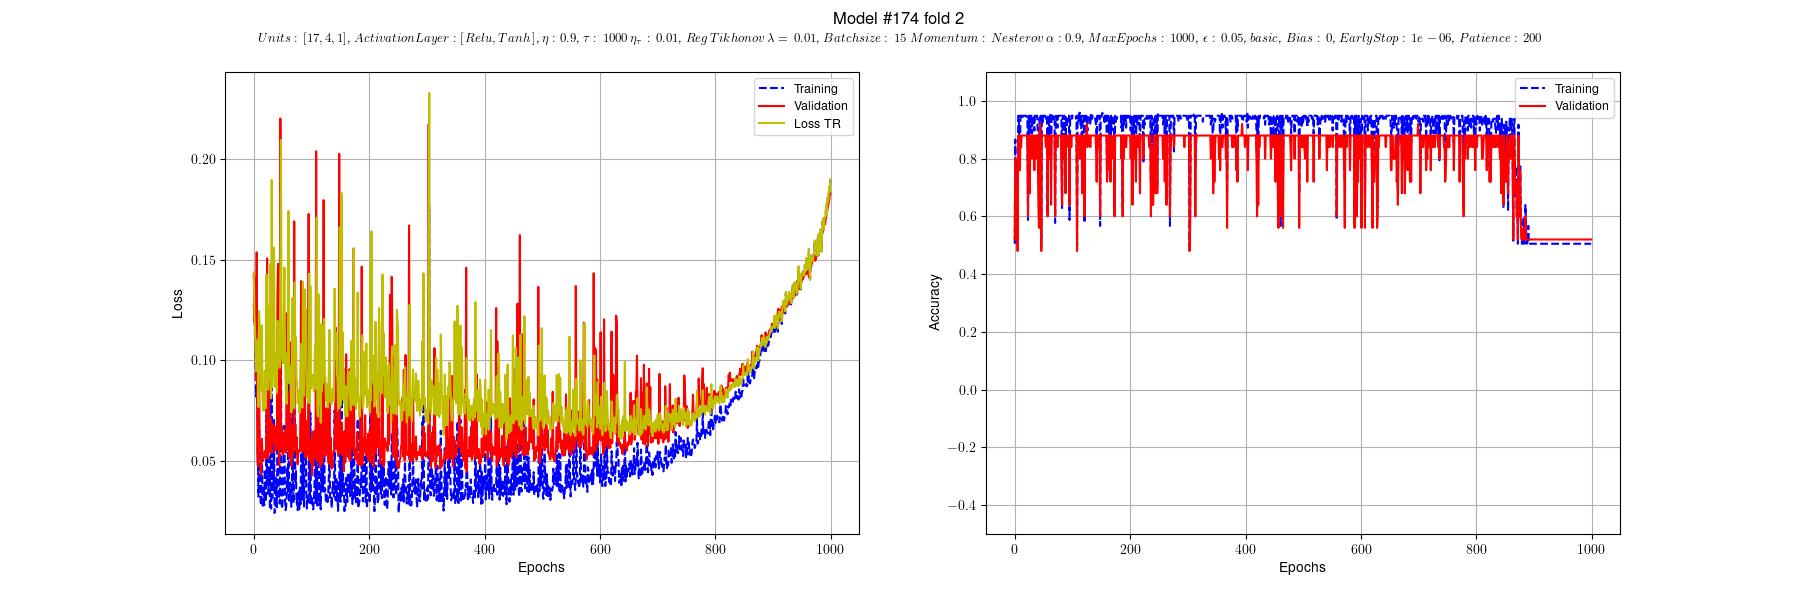 Model #174 fold 2
Units : [17, 4, 1], ActivationLayer : [Relu, Tanh], η : 0.9, τ : 1000 η_τ : 0.01, Reg Tikhonov λ = 0.01, Batchsize : 15 Momentum : Nesterov α : 0.9, MaxEpochs : 1000, ϵ : 0.05, basic, Bias : 0, EarlyStop : 1e − 06, Patience : 200
Training
Validation
Loss TR
0.20
0.15
0.10
0.05
Loss
0 200 400 600 800 1000
Epochs
Training
Validation
1.0
0.8
0.6
0.4
0.2
0.0
−0.2
−0.4
Accuracy
0 200 400 600 800 1000
Epochs